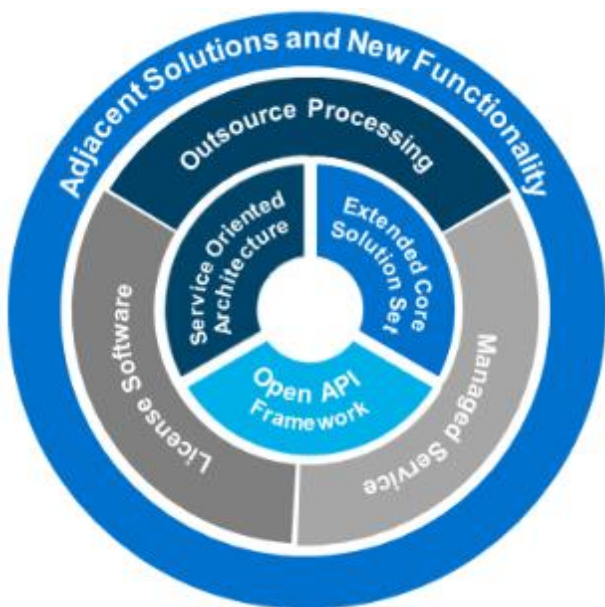 Adjacent Solutions and New Functionality
Outsource Processing
Service Oriented
Architecture
Extended Core
Solution Set
Open API
Framework
License Software
Managed Service